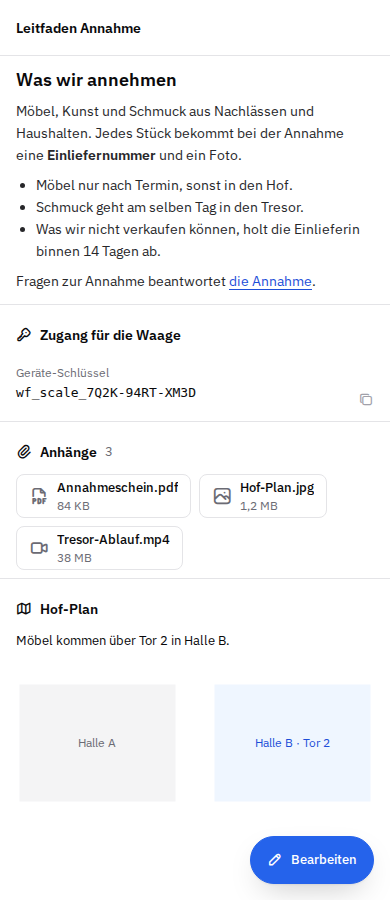 Leitfaden Annahme
Was wir annehmen
Möbel, Kunst und Schmuck aus Nachlässen und
Haushalten. Jedes Stück bekommt bei der Annahme
eine Einliefernummer und ein Foto.
Möbel nur nach Termin, sonst in den Hof.
Schmuck geht am selben Tag in den Tresor.
Was wir nicht verkaufen können, holt die Einlieferin
binnen 14 Tagen ab.
Fragen zur Annahme beantwortet die Annahme.
Zugang für die Waage
Geräte-Schlüssel
wf_scale_7Q2K-94RT-XM3D
Anhänge 3
PDF
Annahmeschein.pdf
84 KB
Hof-Plan.jpg
1,2 MB
Tresor-Ablauf.mp4
38 MB
Hof-Plan
Möbel kommen über Tor 2 in Halle B.
Halle A
Halle B · Tor 2
Bearbeiten